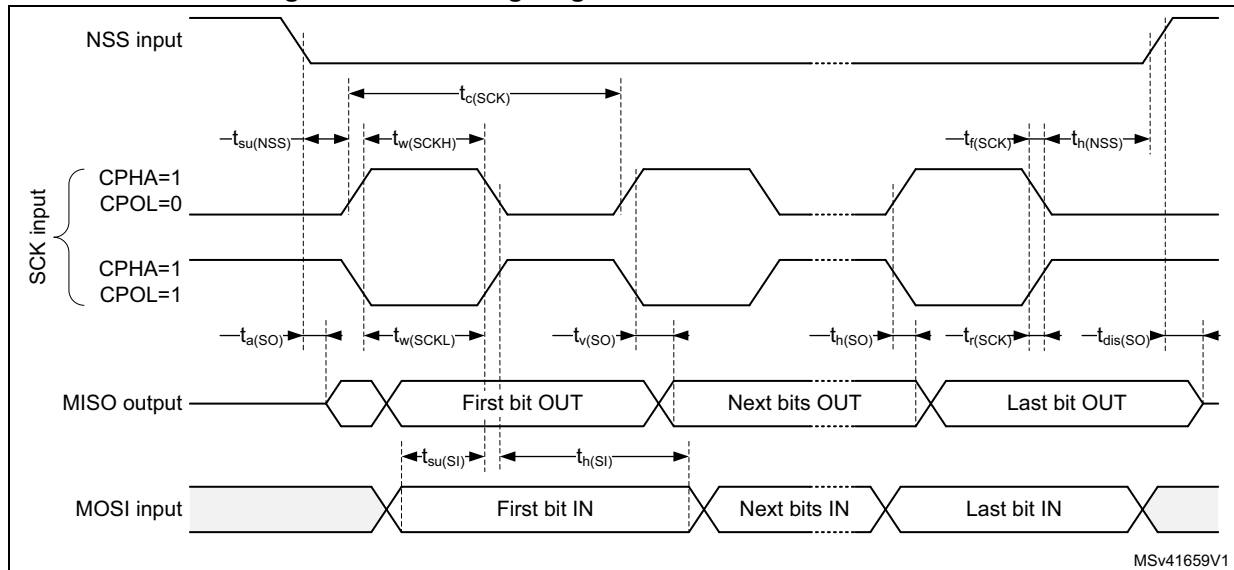 NSS input
tc(SCK)
tsu(NSS)
tw(SCKH)
tf(SCK)
th(NSS)
SCK input
CPHA=1
CPOL=0
CPHA=1
CPOL=1
ta(SO)
tw(SCKL)
tv(SO)
th(SO)
tr(SCK)
tdis(SO)
MISO output
First bit OUT
Next bits OUT
Last bit OUT
tsu(SI)
th(SI)
MOSI input
First bit IN
Next bits IN
Last bit IN
MSv41659V1